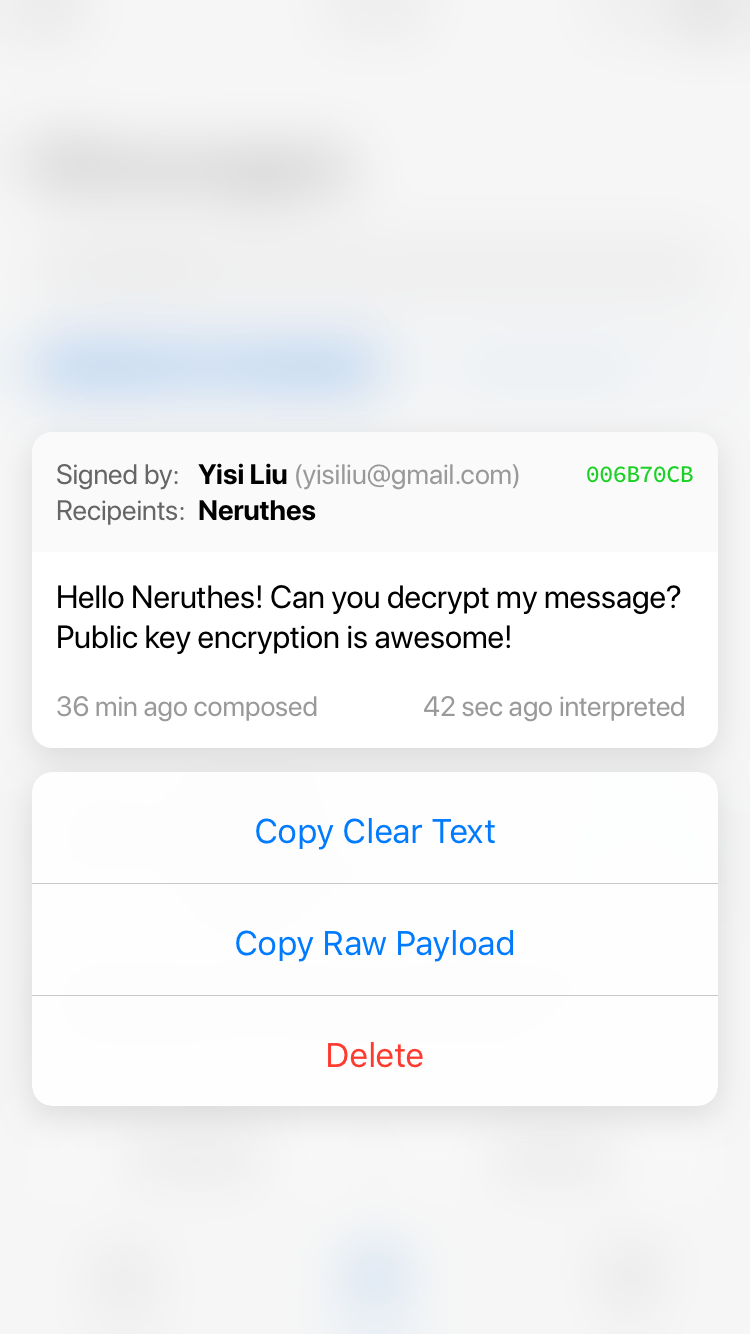 Signed by: Yisi Liu (yisiliu@gmail.com) 006B70CB
Recipeints: Neruthes
Hello Neruthes! Can you decrypt my message?
Public key encryption is awesome!
36 min ago composed 42 sec ago interpreted
Copy Clear Text
Copy Raw Payload
Delete